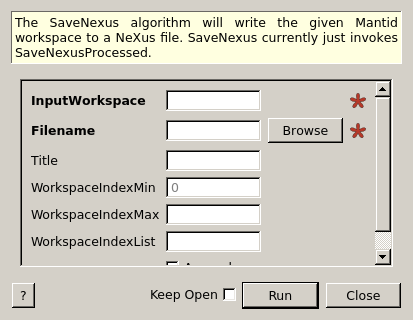 The SaveNexus algorithm will write the given Mantid
workspace to a NeXus file. SaveNexus currently just invokes
SaveNexusProcessed.
InputWorkspace
Filename Browse
Title
WorkspaceIndexMin 0
WorkspaceIndexMax
WorkspaceIndexList
? Keep Open Run Close